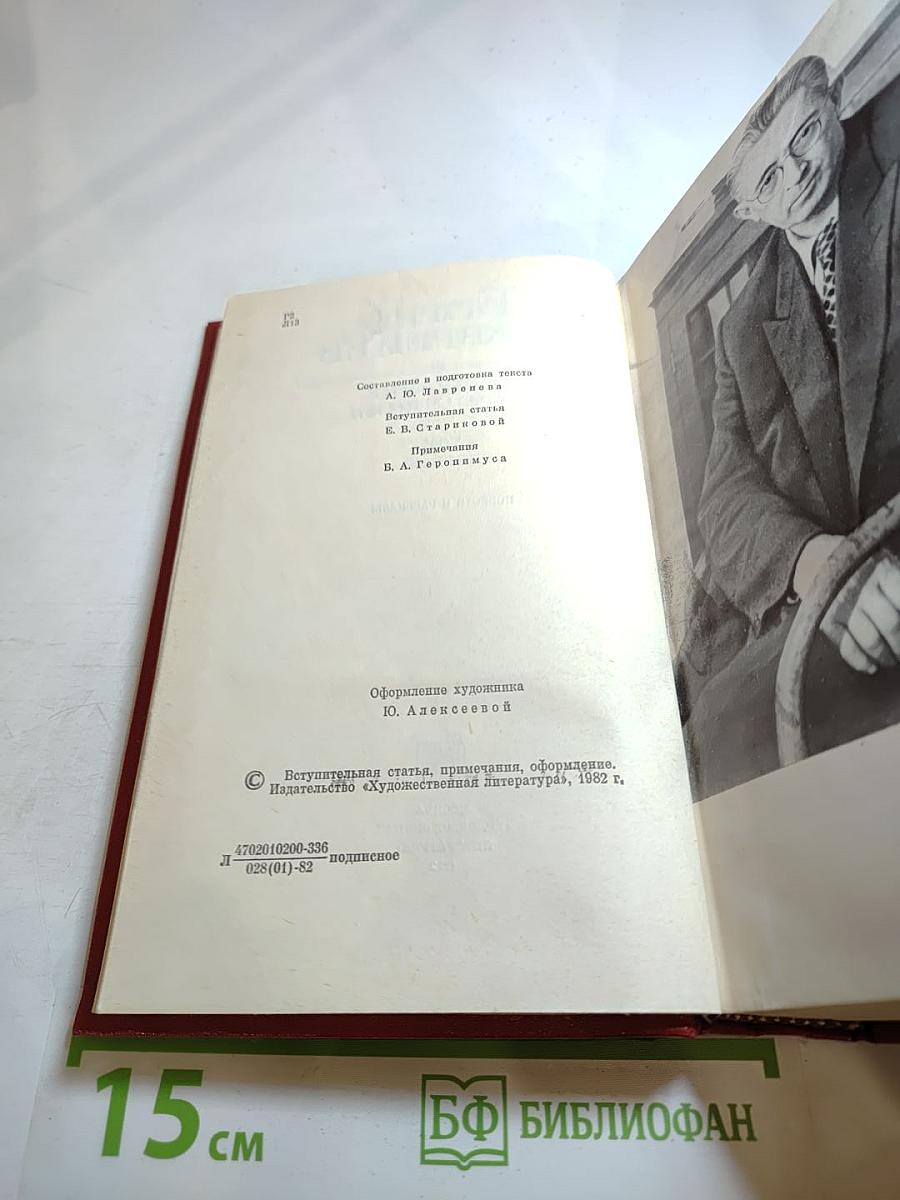 Р2
Л13
Составление и подготовка текста
А. Ю. Лавренева
Вступительная статья
Е. В. Стариковой
Примечания
Б. А. Геронимуса
Оформление художника
Ю. Алексеевой
© Вступительная статья, примечания, оформление.
Издательство «Художественная литература», 1982 г.
4702010200-336
Л подписное
028(01)-82
15 см
БФ БИБЛИОФАН